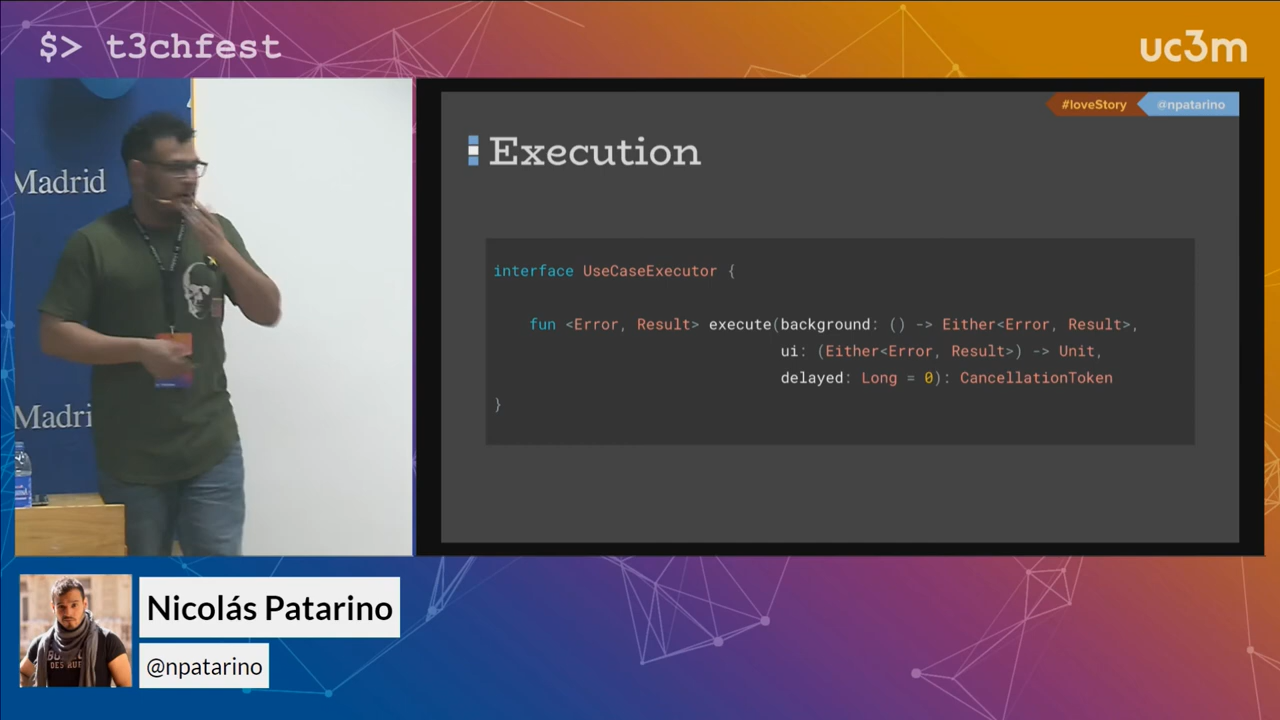 $> t3chfest
uc3m
Madrid
Madri
#loveStory
@npatarino
Execution
interface UseCaseExecutor {
fun <Error, Result> execute(background: () -> Either<Error, Result>,
ui: (Either<Error, Result>) -> Unit,
delayed: Long = 0): CancellationToken
}
Nicolás Patarino
@npatarino